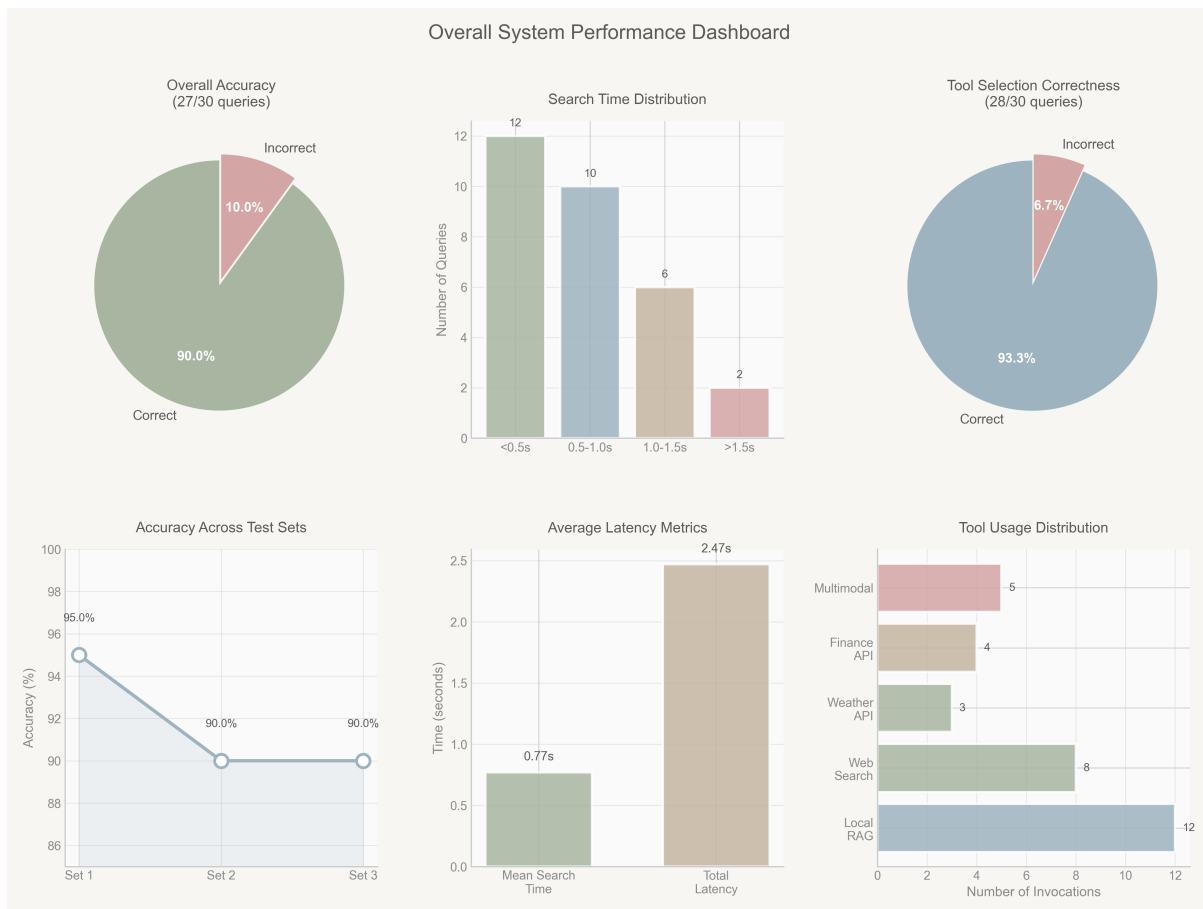 Overall System Performance Dashboard
Overall Accuracy
(27/30 queries)
Incorrect
10.0%
90.0%
Correct
Search Time Distribution
Number of Queries
12
10
8
6
4
2
0
12
10
6
2
<0.5s
0.5-1.0s
1.0-1.5s
>1.5s
Tool Selection Correctness
(28/30 queries)
Incorrect
6.7%
93.3%
Correct
Accuracy Across Test Sets
Accuracy (%)
100
98
96
94
92
90
88
86
95.0%
90.0%
90.0%
Set 1
Set 2
Set 3
Average Latency Metrics
Time (seconds)
2.5
2.0
1.5
1.0
0.5
0.0
0.77s
2.47s
Mean Search
Time
Total
Latency
Tool Usage Distribution
Multimodal
5
Finance
API
4
Weather
API
3
Web
Search
8
Local
RAG
12
0
2
4
6
8
10
12
Number of Invocations